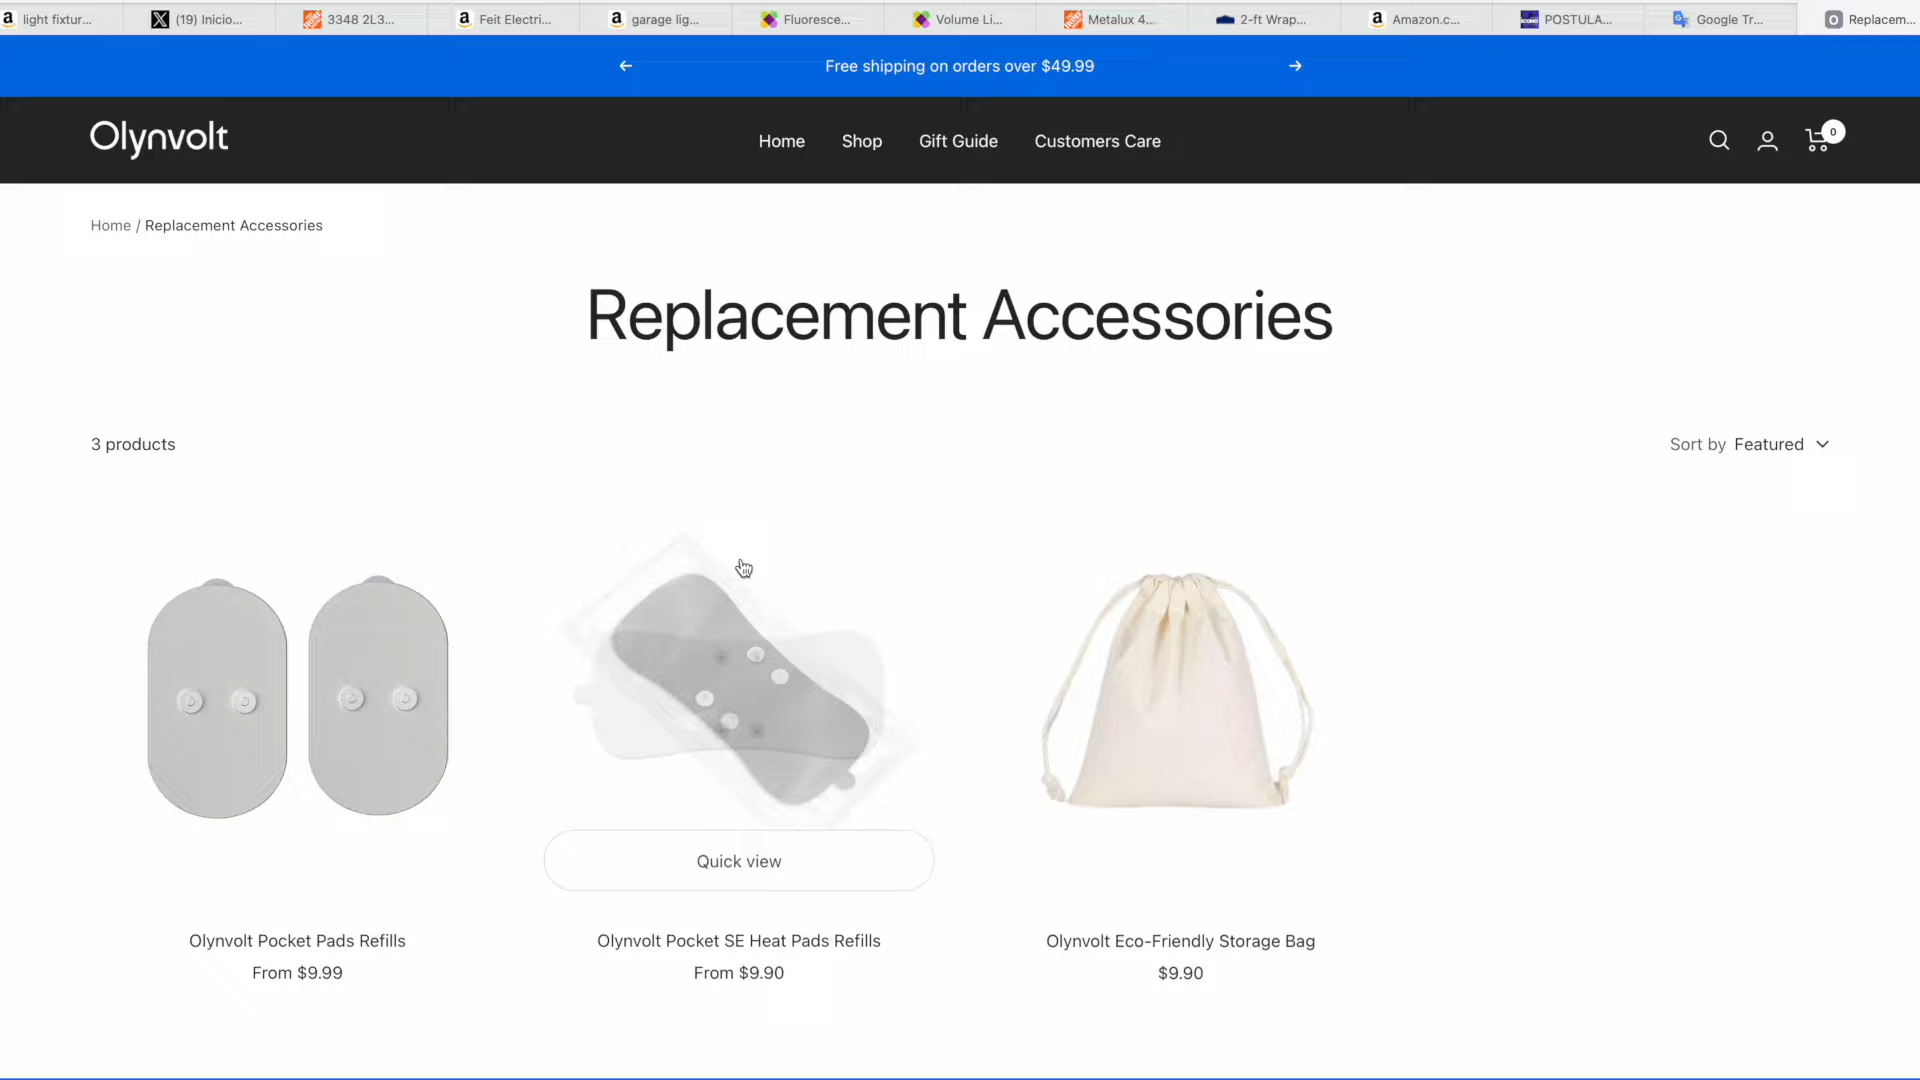 light fixtur...
(19) Inicio...
3348 2L3...
Feit Electri...
garage lig...
Fluoresce...
Volume Li...
Metalux 4...
2-ft Wrap...
Amazon.c...
POSTULA...
Google Tr...
Replacem...
Free shipping on orders over $49.99
Olynvolt
Home
Shop
Gift Guide
Customers Care
0
Home / Replacement Accessories
Replacement Accessories
3 products
Sort by Featured
Quick view
Olynvolt Pocket Pads Refills
From $9.99
Olynvolt Pocket SE Heat Pads Refills
From $9.90
Olynvolt Eco-Friendly Storage Bag
$9.90